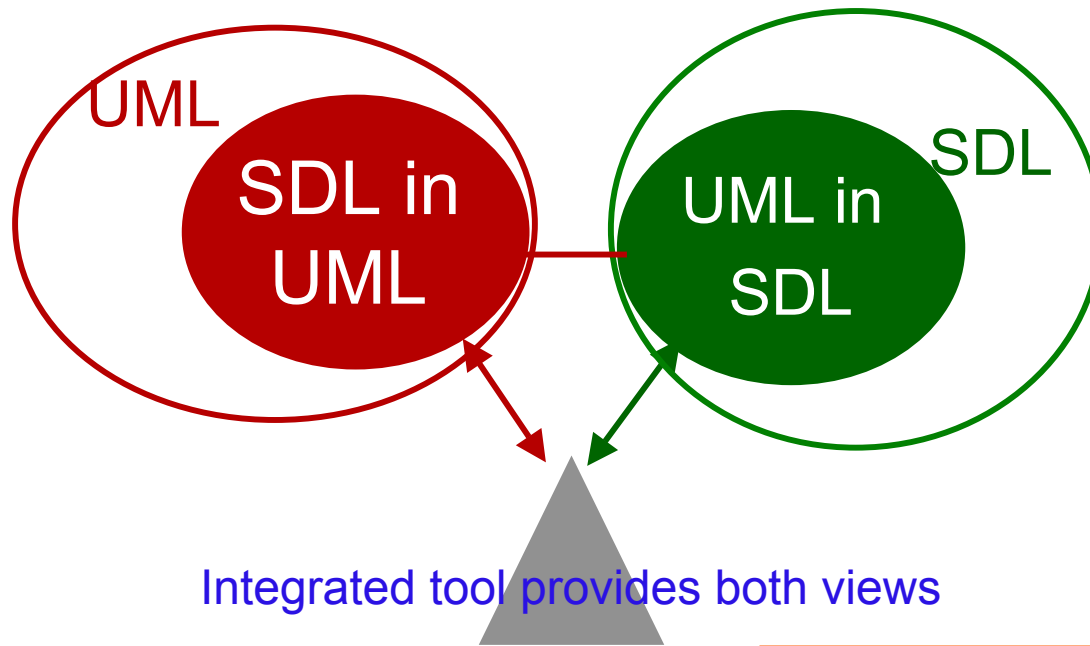 UML
SDL in
UML
SDL
UML in
SDL
Integrated tool provides both views